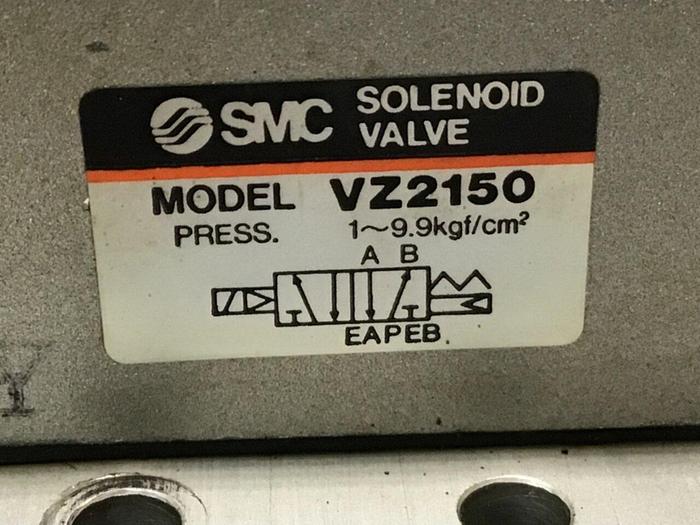 SMC SOLENOID
VALVE
MODEL VZ2150
PRESS. 1~9.9kgf/cm²
A B
EAPEB
Y